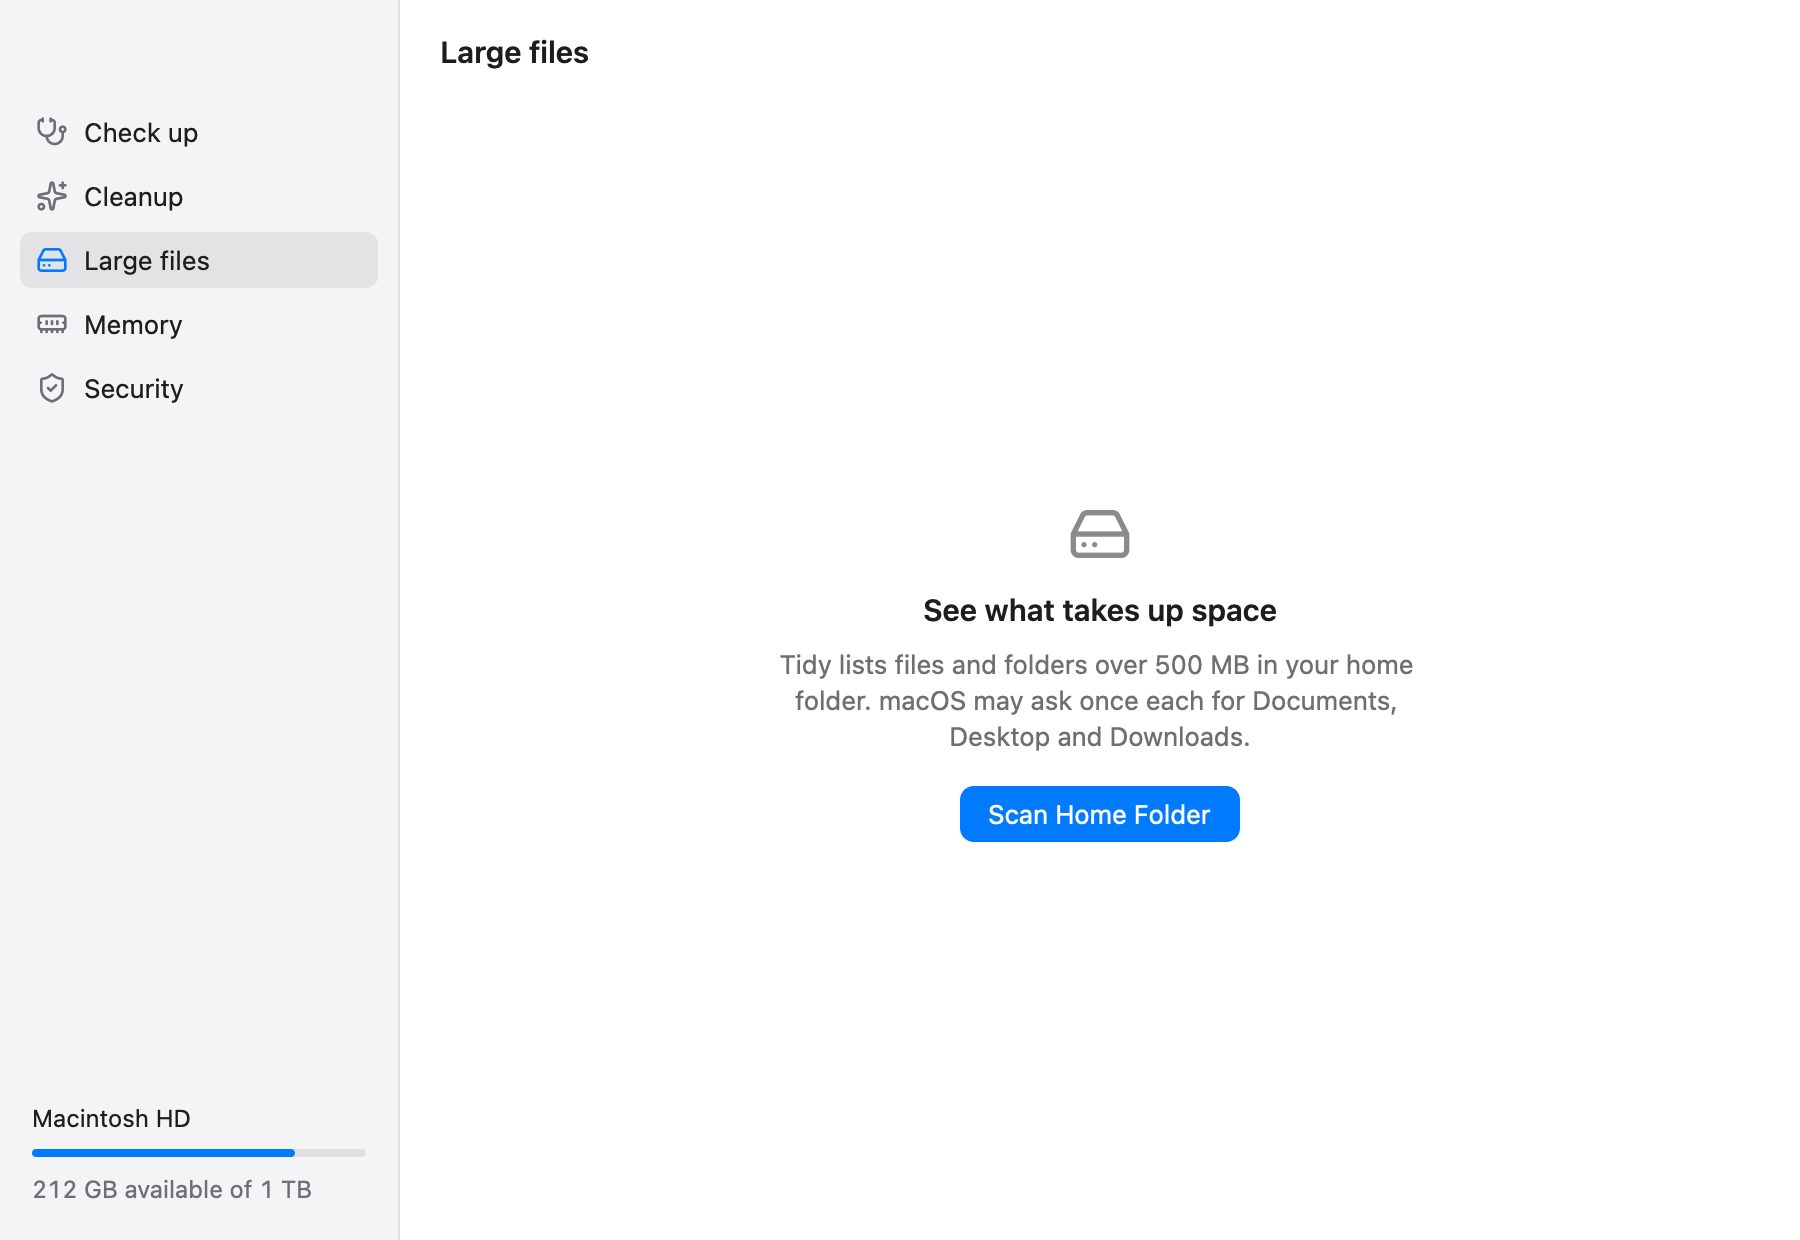 Large files
Check up
Cleanup
Large files
Memory
Security
See what takes up space
Tidy lists files and folders over 500 MB in your home
folder. macOS may ask once each for Documents,
Desktop and Downloads.
Scan Home Folder
Macintosh HD
212 GB available of 1 TB